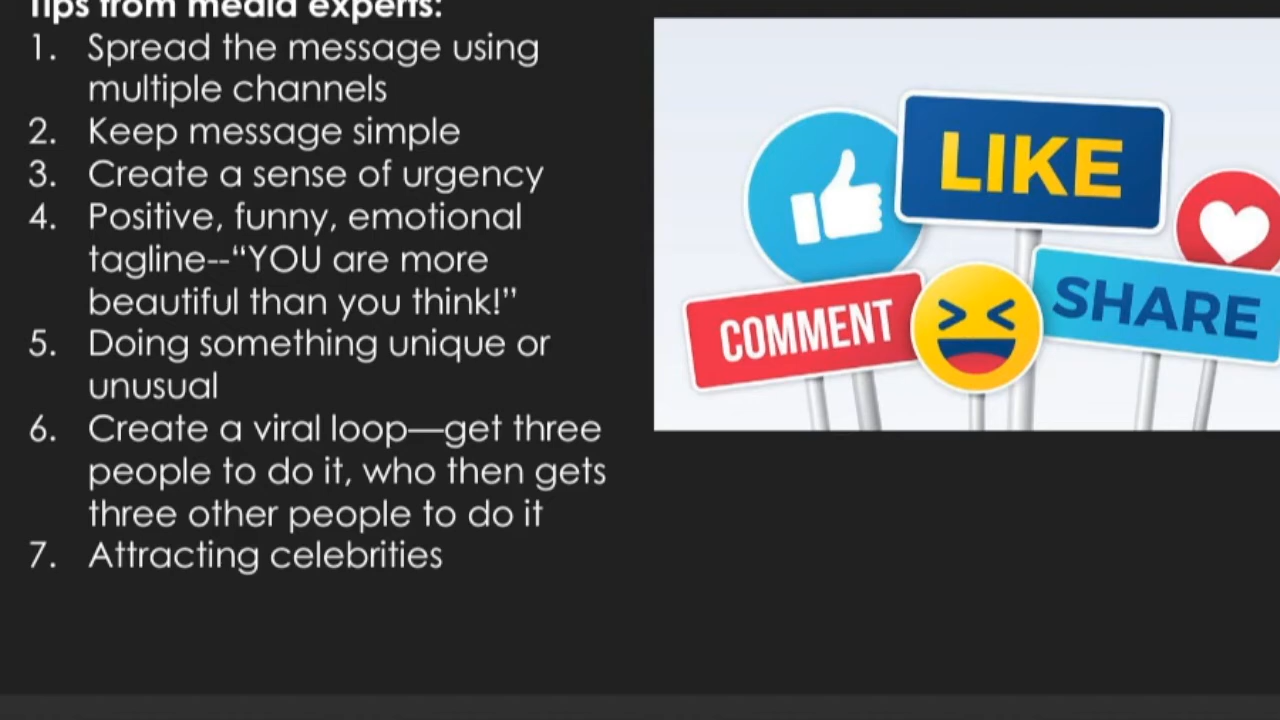 Tips from media experts:
1. Spread the message using
multiple channels
2. Keep message simple
3. Create a sense of urgency
4. Positive, funny, emotional
tagline--“YOU are more
beautiful than you think!”
5. Doing something unique or
unusual
6. Create a viral loop—get three
people to do it, who then gets
three other people to do it
7. Attracting celebrities
LIKE
COMMENT
SHARE